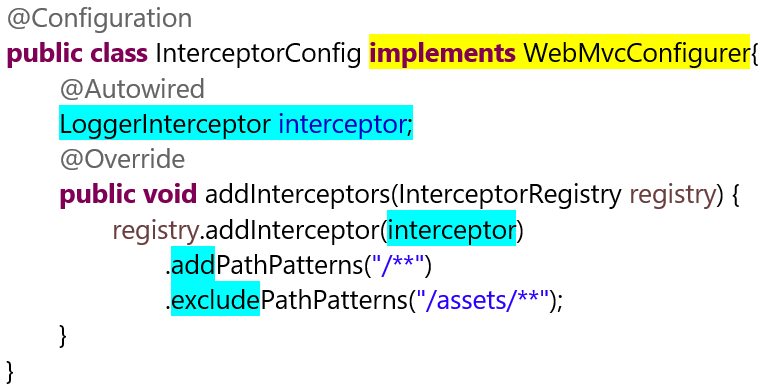 @Configuration
public class InterceptorConfig implements WebMvcConfigurer{
@Autowired
LoggerInterceptor interceptor;
@Override
public void addInterceptors(InterceptorRegistry registry) {
registry.addInterceptor(interceptor)
.addPathPatterns("/**")
.excludePathPatterns("/assets/**");
}
}